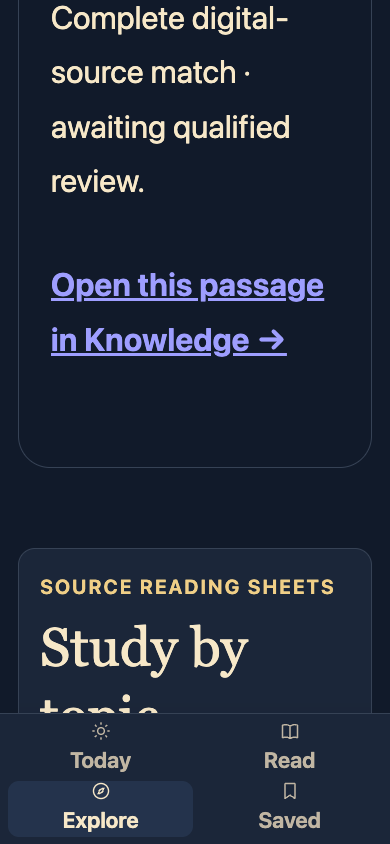 Complete digital-
source match ·
awaiting qualified
review.
Open this passage
in Knowledge →
SOURCE READING SHEETS
Study by
topic
Today
Read
Explore
Saved